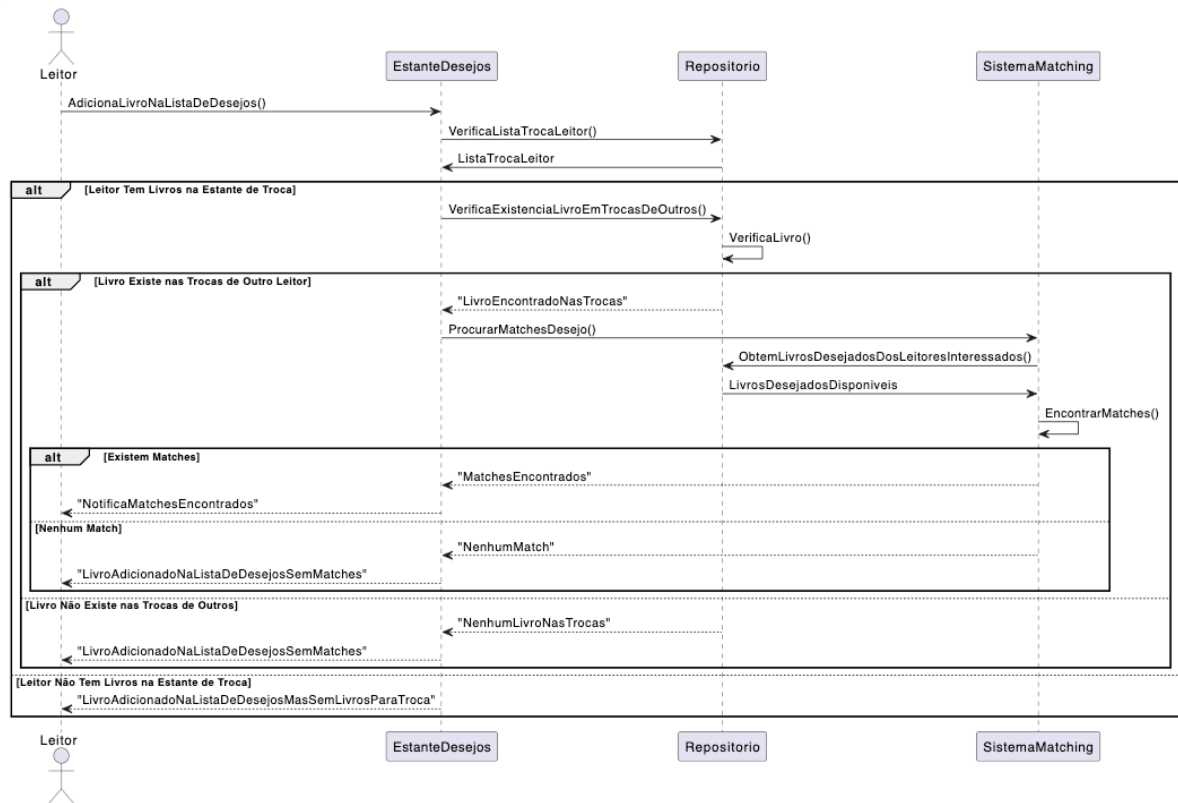 Leitor
EstanteDesejos
Repositorio
SistemaMatching
AdicionaLivroNaListaDeDesejos()
VerificaListaTrocaLeitor()
ListaTrocaLeitor
alt
[Leitor Tem Livros na Estante de Troca]
VerificaExistenciaLivroEmTrocasDeOutros()
VerificaLivro()
alt
[Livro Existe nas Trocas de Outro Leitor]
"LivroEncontradoNasTrocas"
ProcurarMatchesDesejo()
ObtemLivrosDesejadosDosLeitoresInteressados()
LivrosDesejadosDisponiveis
EncontrarMatches()
alt
[Existem Matches]
"MatchesEncontrados"
"NotificaMatchesEncontrados"
[Nenhum Match]
"NenhumMatch"
"LivroAdicionadoNaListaDeDesejosSemMatches"
[Livro Não Existe nas Trocas de Outros]
"NenhumLivroNasTrocas"
"LivroAdicionadoNaListaDeDesejosSemMatches"
[Leitor Não Tem Livros na Estante de Troca]
"LivroAdicionadoNaListaDeDesejosMasSemLivrosParaTroca"
Leitor
EstanteDesejos
Repositorio
SistemaMatching